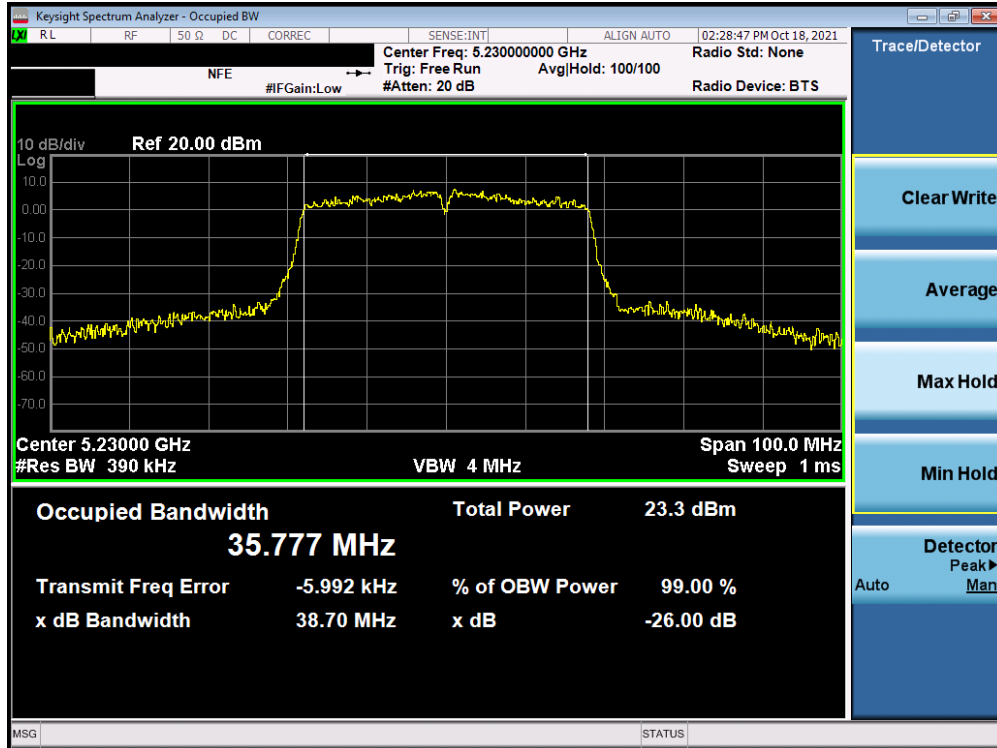 Keysight Spectrum Analyzer - Occupied BW
LXI RL RF 50 Ω DC CORREC SENSE:INT ALIGN AUTO 02:28:47 PM Oct 18, 2021
Center Freq: 5.230000000 GHz Radio Std: None
NFE Trig: Free Run Avg|Hold: 100/100
#IFGain:Low #Atten: 20 dB Radio Device: BTS
10 dB/div Ref 20.00 dBm
Log
10.0
0.00
-10.0
-20.0
-30.0
-40.0
-50.0
-60.0
-70.0
Center 5.23000 GHz Span 100.0 MHz
#Res BW 390 kHz VBW 4 MHz Sweep 1 ms
Occupied Bandwidth Total Power 23.3 dBm
35.777 MHz
Transmit Freq Error -5.992 kHz % of OBW Power 99.00 %
x dB Bandwidth 38.70 MHz x dB -26.00 dB
MSG STATUS
Trace/Detector
Clear Write
Average
Max Hold
Min Hold
Detector
Peak▶
Auto Man